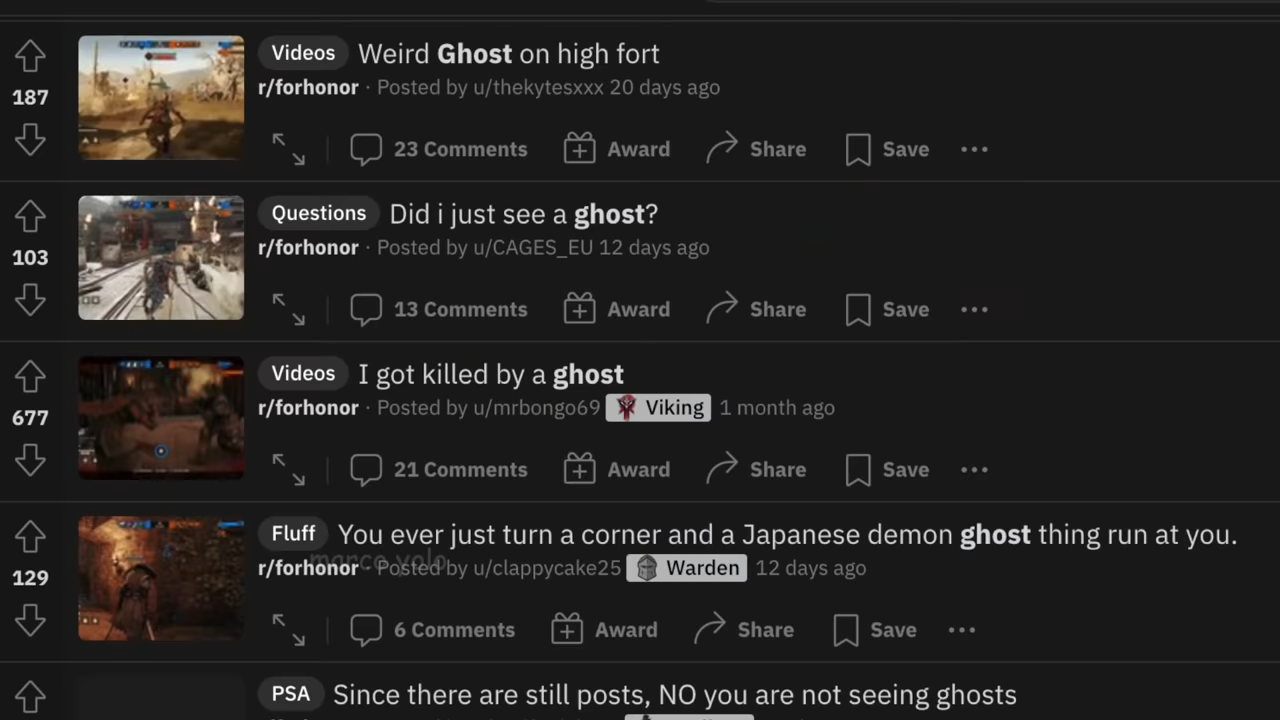 Videos Weird Ghost on high fort
187
r/forhonor · Posted by u/thekytesxxx 20 days ago
23 Comments Award Share Save
Questions Did i just see a ghost?
103
r/forhonor · Posted by u/CAGES_EU 12 days ago
13 Comments Award Share Save
Videos I got killed by a ghost
677
r/forhonor · Posted by u/mrbongo69 Viking 1 month ago
21 Comments Award Share Save
Fluff You ever just turn a corner and a Japanese demon ghost thing run at you.
marco yolo
129
r/forhonor · Posted by u/clappycake25 Warden 12 days ago
6 Comments Award Share Save
PSA Since there are still posts, NO you are not seeing ghosts